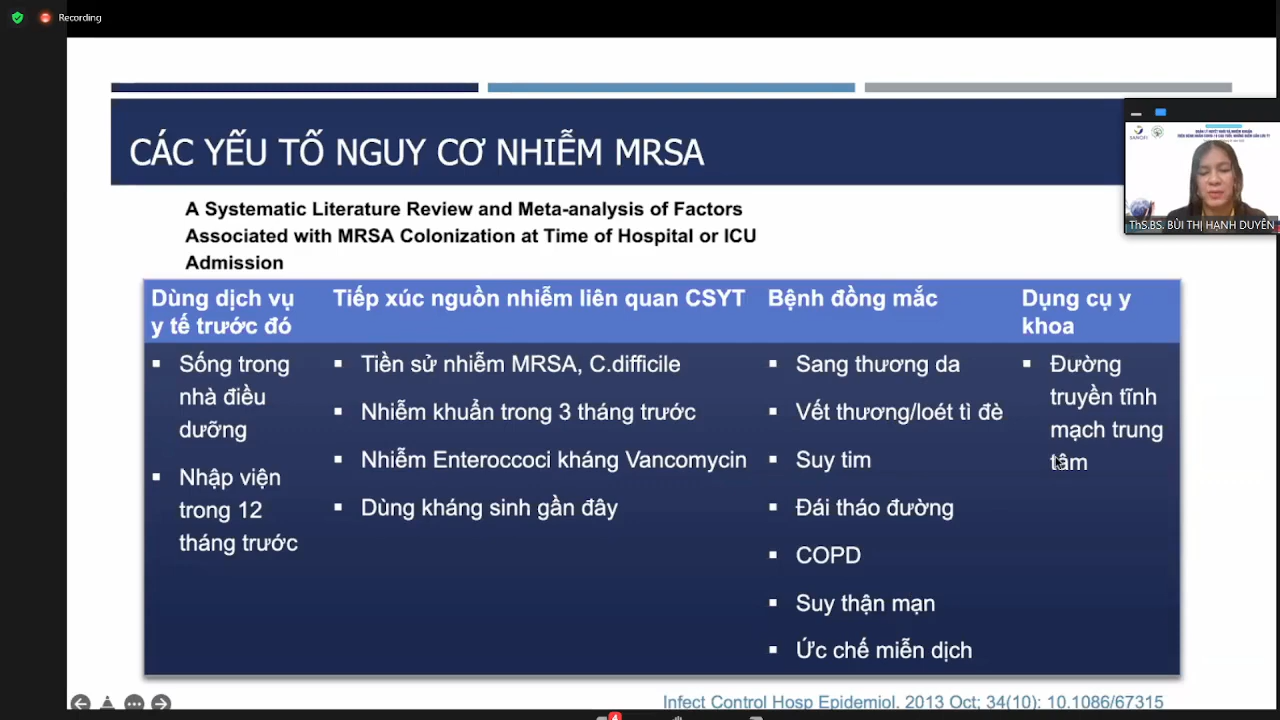 Recording
CÁC YẾU TỐ NGUY CƠ NHIỄM MRSA
A Systematic Literature Review and Meta-analysis of Factors
Associated with MRSA Colonization at Time of Hospital or ICU
Admission
ThS.BS. BÙI THỊ HẠNH DUYÊN
Dùng dịch vụ
y tế trước đó
Sống trong
nhà điều
dưỡng
Nhập viện
trong 12
tháng trước
Tiếp xúc nguồn nhiễm liên quan CSYT
Tiền sử nhiễm MRSA, C.difficile
Nhiễm khuẩn trong 3 tháng trước
Nhiễm Enteroccoci kháng Vancomycin
Dùng kháng sinh gần đây
Bệnh đồng mắc
Sang thương da
Vết thương/loét tì đè
Suy tim
Đái tháo đường
COPD
Suy thận mạn
Ức chế miễn dịch
Dụng cụ y
khoa
Đường
truyền tĩnh
mạch trung
tâm
Infect Control Hosp Epidemiol. 2013 Oct; 34(10): 10.1086/67315